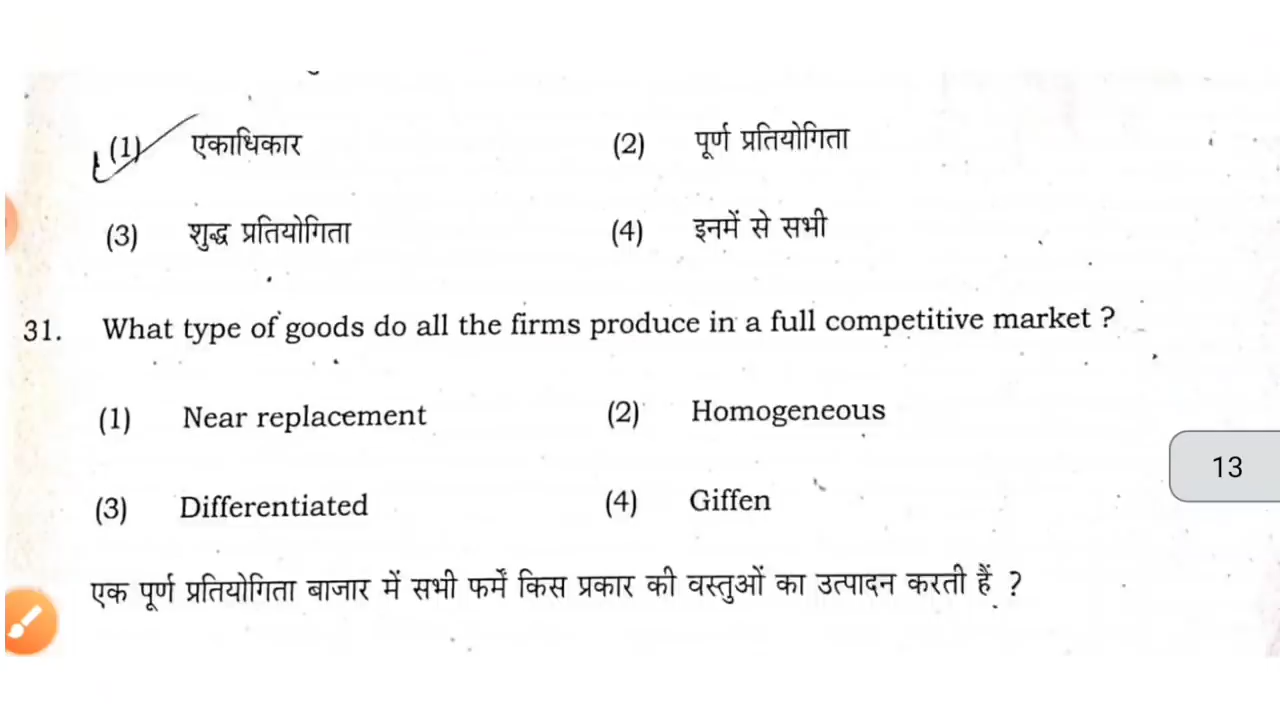 (1) एकाधिकार (2) पूर्ण प्रतियोगिता
(3) शुद्ध प्रतियोगिता (4) इनमें से सभी
31. What type of goods do all the firms produce in a full competitive market ?
(1) Near replacement (2) Homogeneous
(3) Differentiated (4) Giffen
13
एक पूर्ण प्रतियोगिता बाजार में सभी फर्में किस प्रकार की वस्तुओं का उत्पादन करती हैं ?